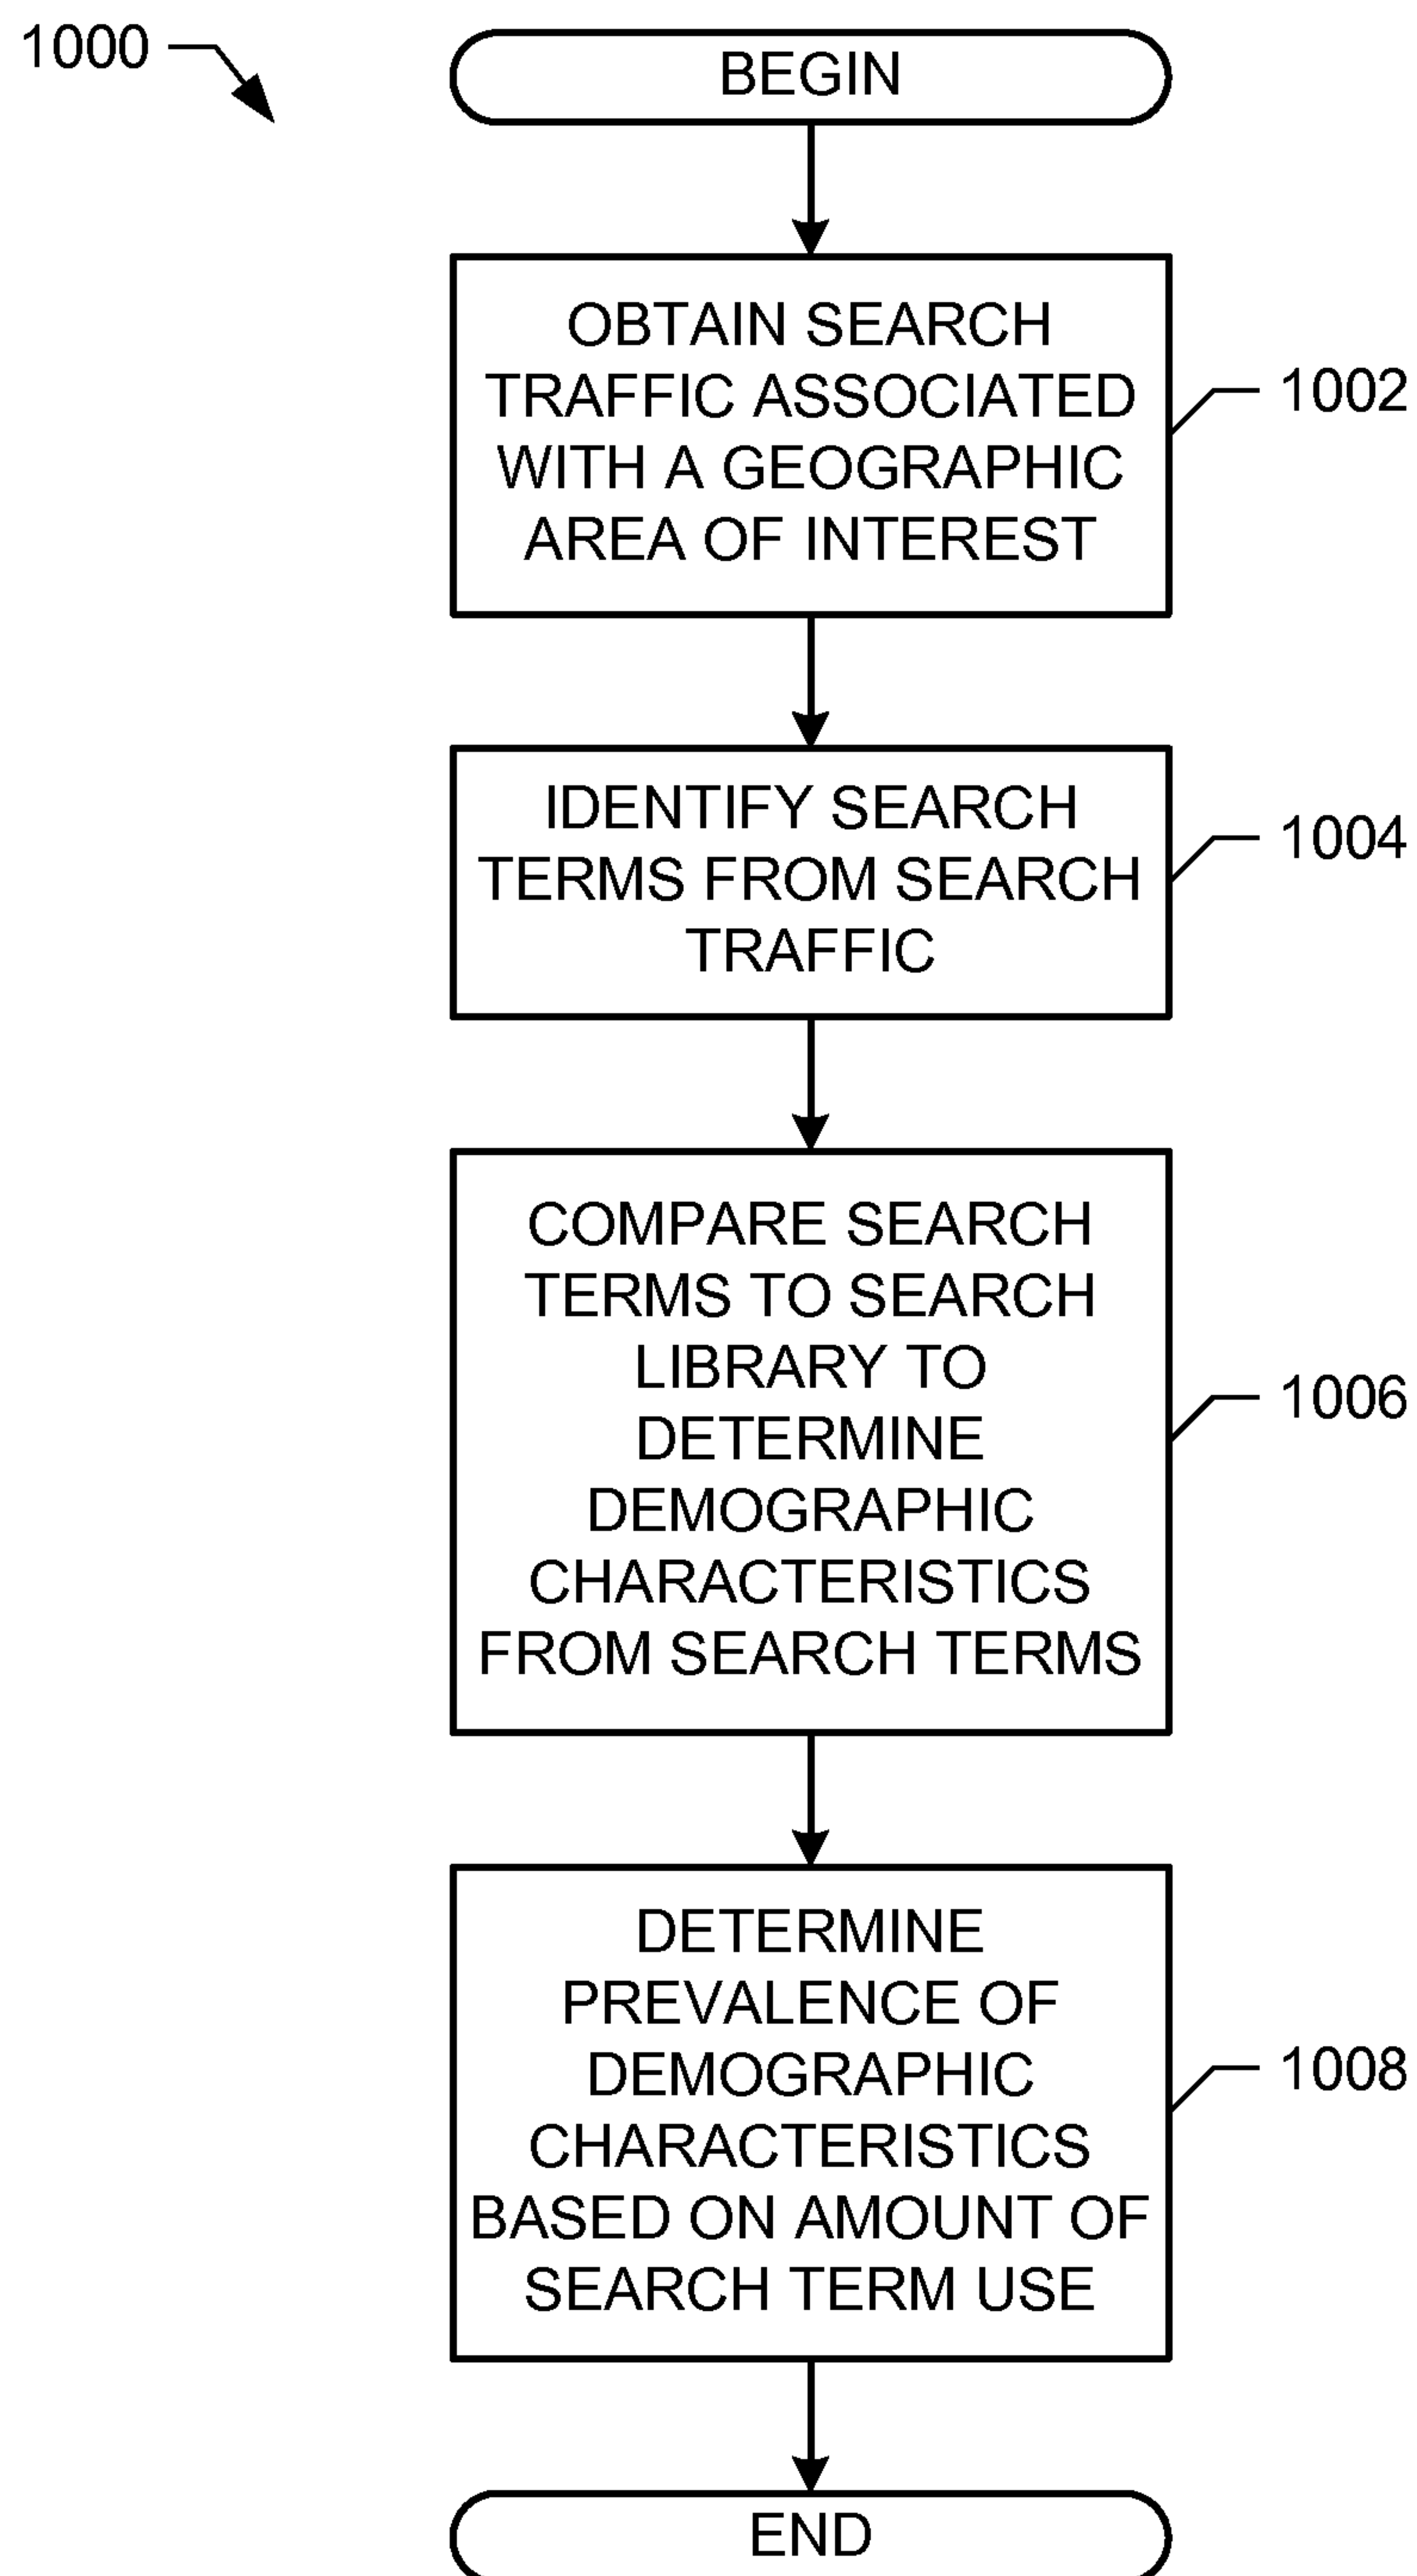 1000
BEGIN
OBTAIN SEARCH
TRAFFIC ASSOCIATED
WITH A GEOGRAPHIC
AREA OF INTEREST
1002
IDENTIFY SEARCH
TERMS FROM SEARCH
TRAFFIC
1004
COMPARE SEARCH
TERMS TO SEARCH
LIBRARY TO
DETERMINE
DEMOGRAPHIC
CHARACTERISTICS
FROM SEARCH TERMS
1006
DETERMINE
PREVALENCE OF
DEMOGRAPHIC
CHARACTERISTICS
BASED ON AMOUNT OF
SEARCH TERM USE
1008
END